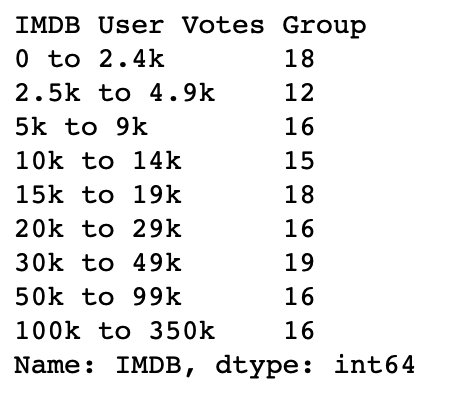 IMDB User Votes Group
0 to 2.4k       18
2.5k to 4.9k    12
5k to 9k        16
10k to 14k      15
15k to 19k      18
20k to 29k      16
30k to 49k      19
50k to 99k      16
100k to 350k    16
Name: IMDB, dtype: int64